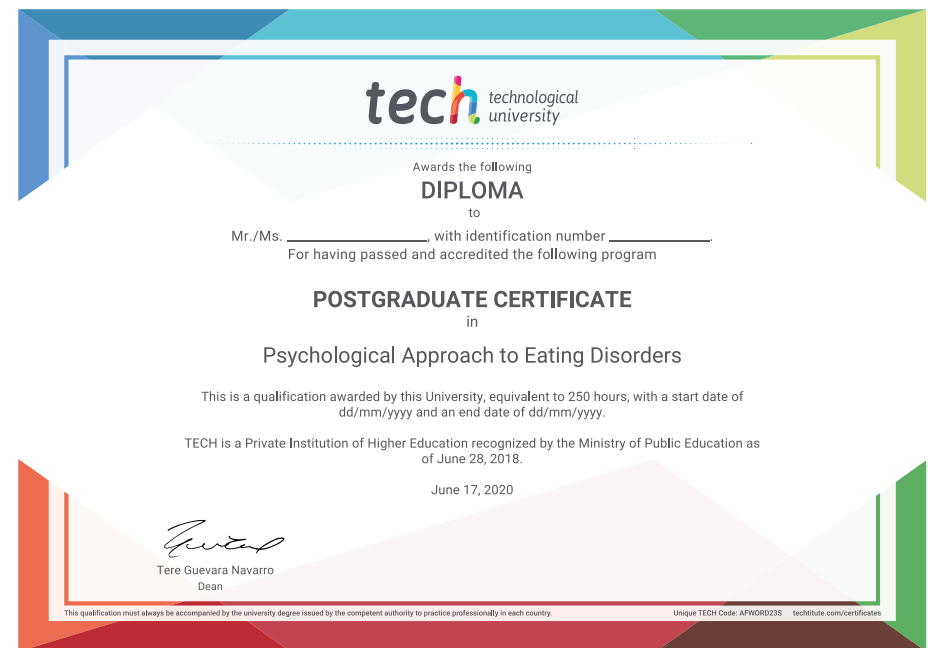 tech technological
university
Awards the following
DIPLOMA
to
Mr./Ms. ____________________, with identification number ______________.
For having passed and accredited the following program
POSTGRADUATE CERTIFICATE
in
Psychological Approach to Eating Disorders
This is a qualification awarded by this University, equivalent to 250 hours, with a start date of
dd/mm/yyyy and an end date of dd/mm/yyyy.
TECH is a Private Institution of Higher Education recognized by the Ministry of Public Education as
of June 28, 2018.
June 17, 2020
Tere Guevara Navarro
Dean
This qualification must always be accompanied by the university degree issued by the competent authority to practice professionally in each country. Unique TECH Code: AFWORD23S techtitute.com/certificates